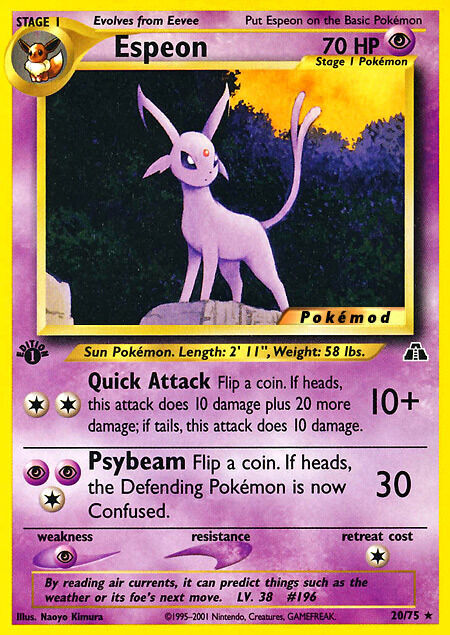 STAGE 1 Evolves from Eevee Put Espeon on the Basic Pokémon
Espeon 70 HP
Stage 1 Pokémon
Pokémod
EDITION
1
Sun Pokémon. Length: 2' 11", Weight: 58 lbs.
Quick Attack Flip a coin. If heads,
this attack does 10 damage plus 20 more
damage; if tails, this attack does 10 damage.
10+
Psybeam Flip a coin. If heads,
the Defending Pokémon is now
Confused.
30
weakness resistance retreat cost
By reading air currents, it can predict things such as the
weather or its foe's next move. LV. 38 #196
Illus. Naoyo Kimura ©1995-2001 Nintendo, Creatures, GAMEFREAK. 20/75 ★